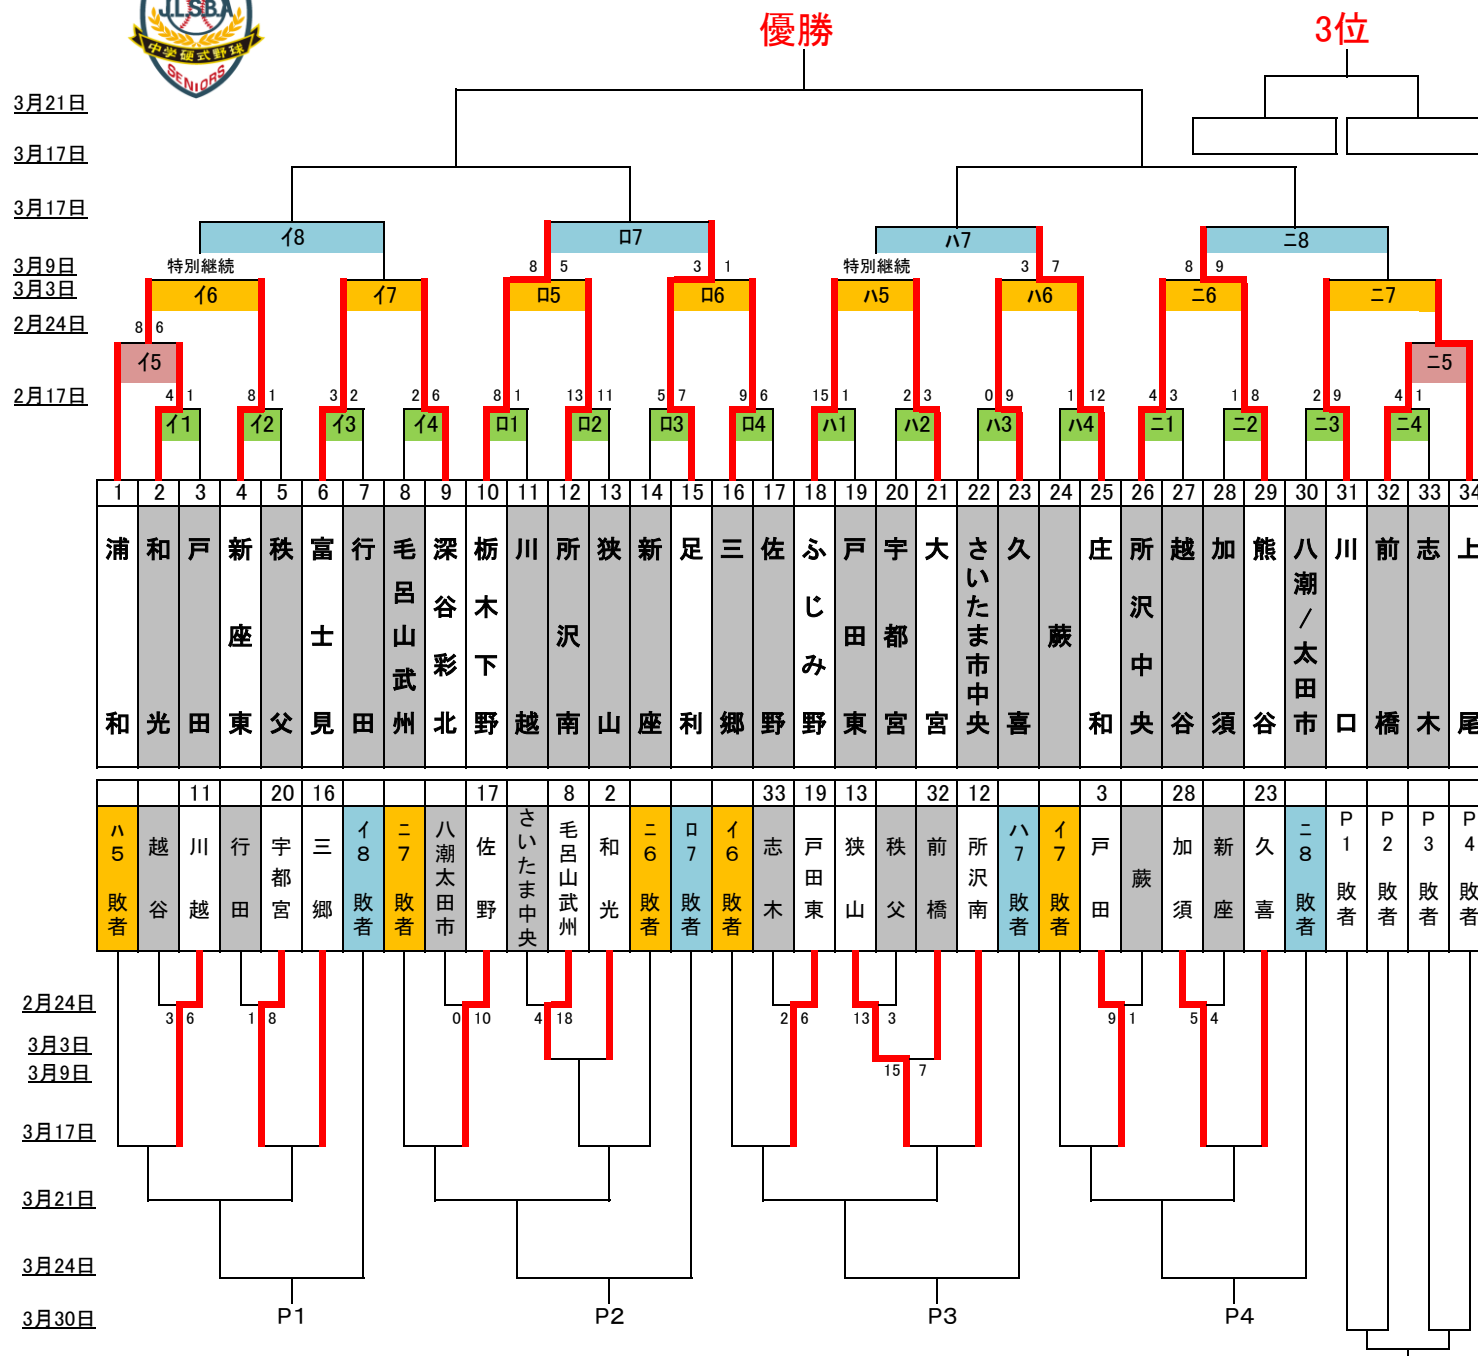 J.L.S.B.A
中学硬式野球
SENIORS
優勝
3位
3月21日
3月17日
3月17日
イ8 ロ7 ハ7 ニ8
3月9日 特別継続 8 5 3 1 特別継続 3 7 8 9
3月3日 イ6 イ7 ロ5 ロ6 ハ5 ハ6 ニ6 ニ7
2月24日 8 6
イ5 ニ5
2月17日 4 1 8 1 3 2 2 6 8 1 13 11 5 7 9 6 15 1 2 3 0 9 1 12 4 3 1 8 2 9 4 1
イ1 イ2 イ3 イ4 ロ1 ロ2 ロ3 ロ4 ハ1 ハ2 ハ3 ハ4 ニ1 ニ2 ニ3 ニ4
1 2 3 4 5 6 7 8 9 10 11 12 13 14 15 16 17 18 19 20 21 22 23 24 25 26 27 28 29 30 31 32 33 34
浦和
和光
戸田
新座東
秩父
富士見
行田
毛呂山武州
深谷彩北
栃木下野
川越
所沢南
狭山
新座
足利
三郷
佐野
ふじみ野
戸田東
宇都宮
大宮
さいたま市中央
久喜
蕨
庄和
所沢中央
越谷
加須
熊谷
八潮/太田市
川口
前橋
志木
上尾
11 20 16 17 8 2 33 19 13 32 12 3 28 23
ハ5敗者
越谷
川越
行田
宇都宮
三郷
イ8敗者
ニ7敗者
八潮太田市
佐野
さいたま中央
毛呂山武州
和光
ニ6敗者
ロ7敗者
イ6敗者
志木
戸田東
狭山
秩父
前橋
所沢南
ハ7敗者
イ7敗者
戸田
蕨
加須
新座
久喜
ニ8敗者
P1敗者
P2敗者
P3敗者
P4敗者
2月24日
3 6 1 8 0 10 4 18 2 6 13 3 9 1 5 4
3月3日
3月9日 15 7
3月17日
3月21日
3月24日
3月30日 P1 P2 P3 P4